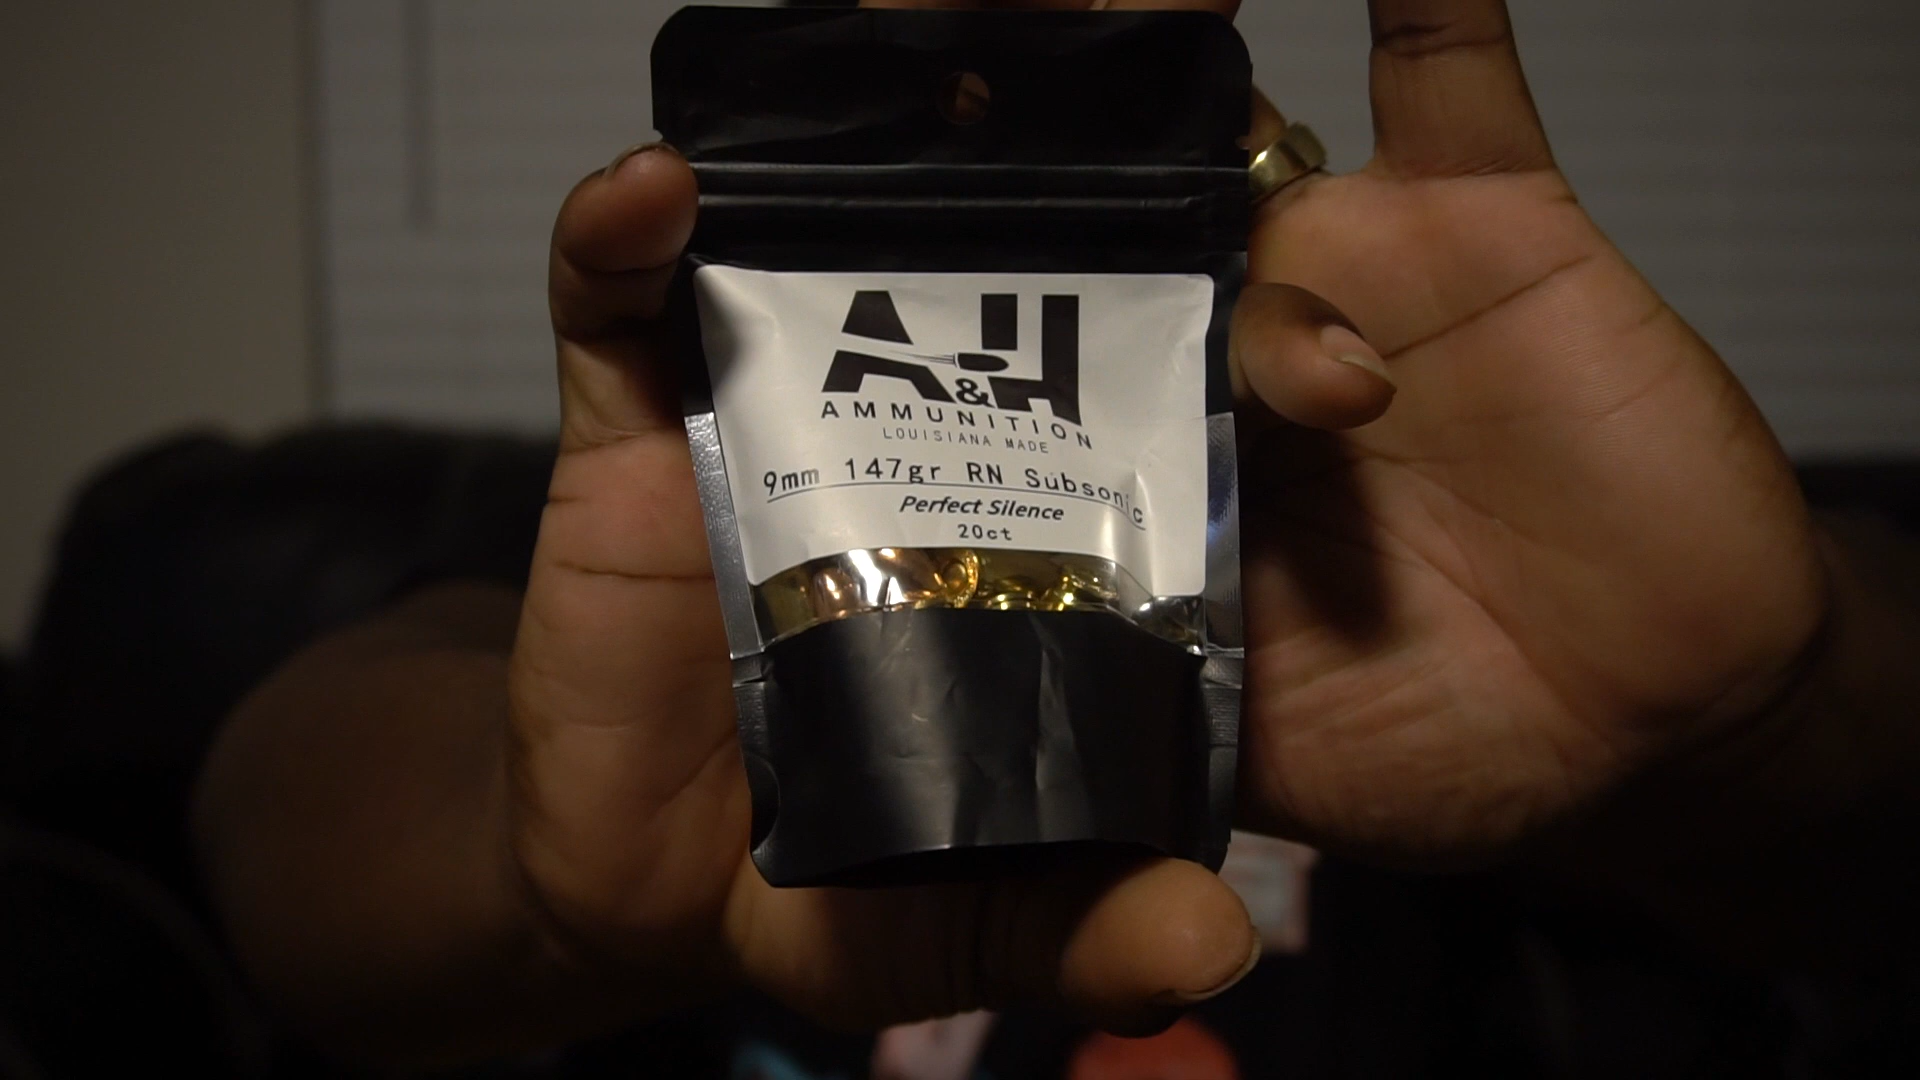 A&H
AMMUNITION
LOUISIANA MADE
9mm 147gr RN Subsonic
Perfect Silence
20ct